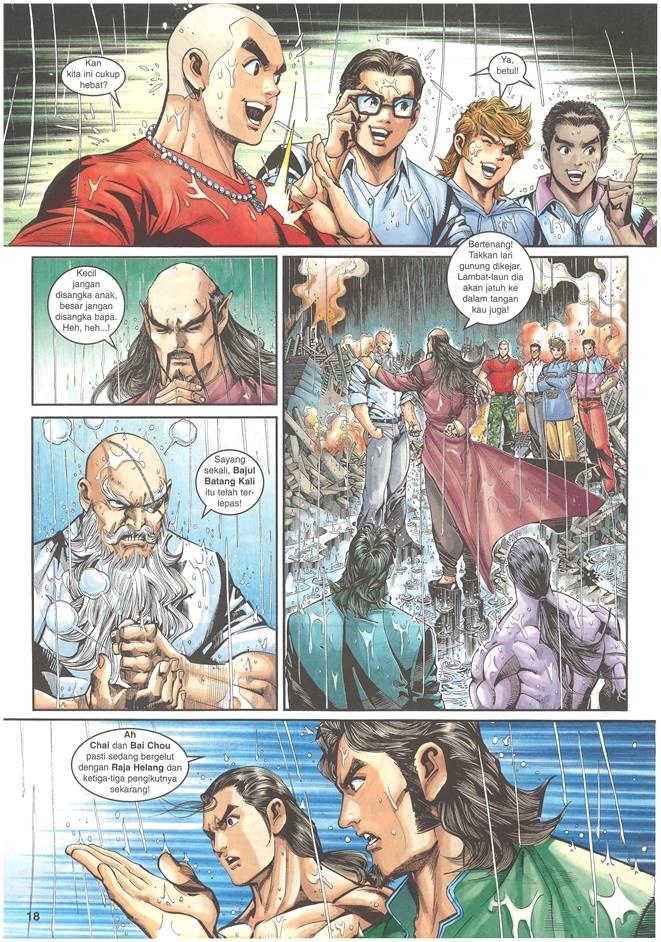 Kan
kita ini cukup
hebat?
Ya,
betul!
Kecil
jangan
disangka anak,
besar jangan
disangka bapa.
Heh, heh...!
Bertenang!
Takkan lari
gunung dikejar.
Lambat-laun dia
akan jatuh ke
dalam tangan
kau juga!
Sayang
sekali, Bajul
Batang Kali
itu telah ter-
lepas!
Ah
Chai dan Bai Chou
pasti sedang bergelut
dengan Raja Helang dan
ketiga-tiga pengikutnya
sekarang!
18